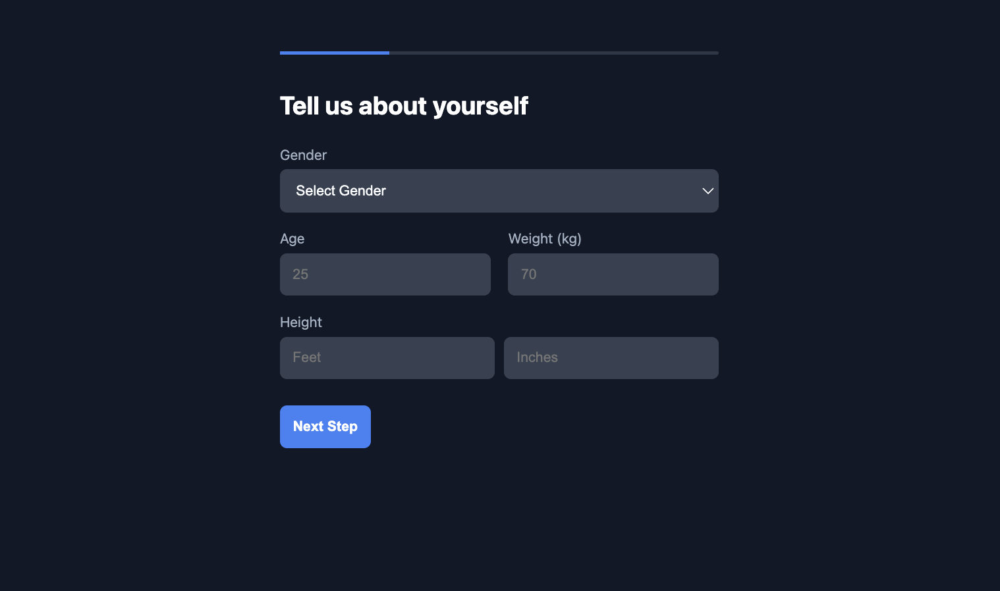 Tell us about yourself
Gender
Select Gender
Age Weight (kg)
25 70
Height
Feet Inches
Next Step